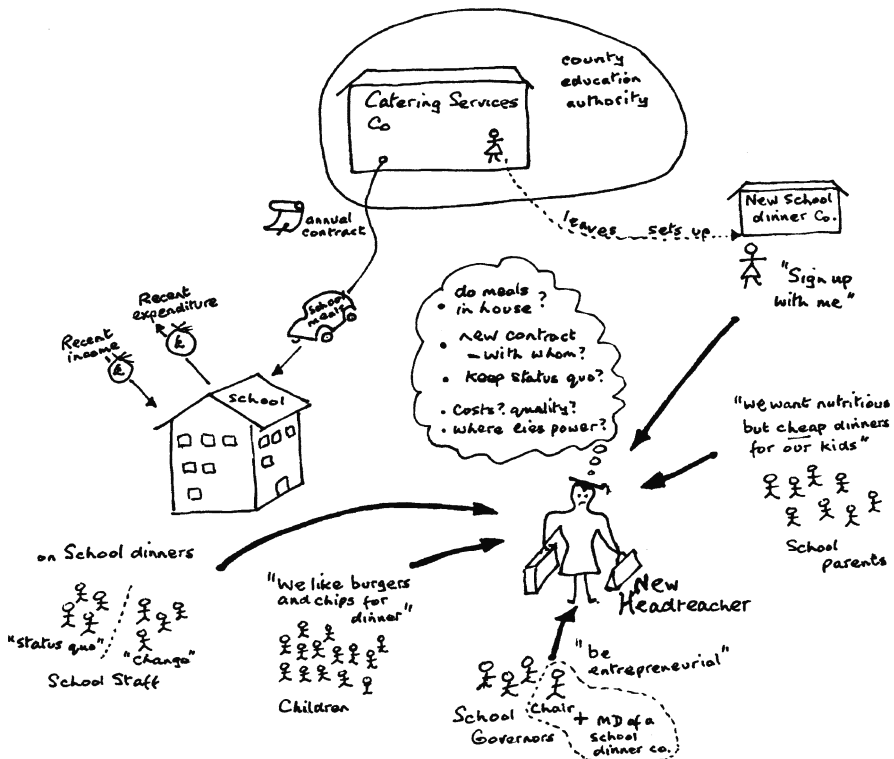 county
education
authority
Catering Services
Co
annual
contract
leaves sets up
New School
dinner Co.
"Sign up
with me"
School
meals
Recent
expenditure
£
Recent
income
£
School
• do meals
in house?
• new contract
– with whom?
• keep status quo?
• costs? quality?
• where lies power?
"We want nutritious
but cheap dinners
for our kids"
School
parents
on School dinners
"status quo"
"change"
School Staff
"We like burgers
and chips for
dinner"
Children
New
Headteacher
"be
entrepreneurial"
School
Governors
Chair
+ MD of a
school
dinner co.